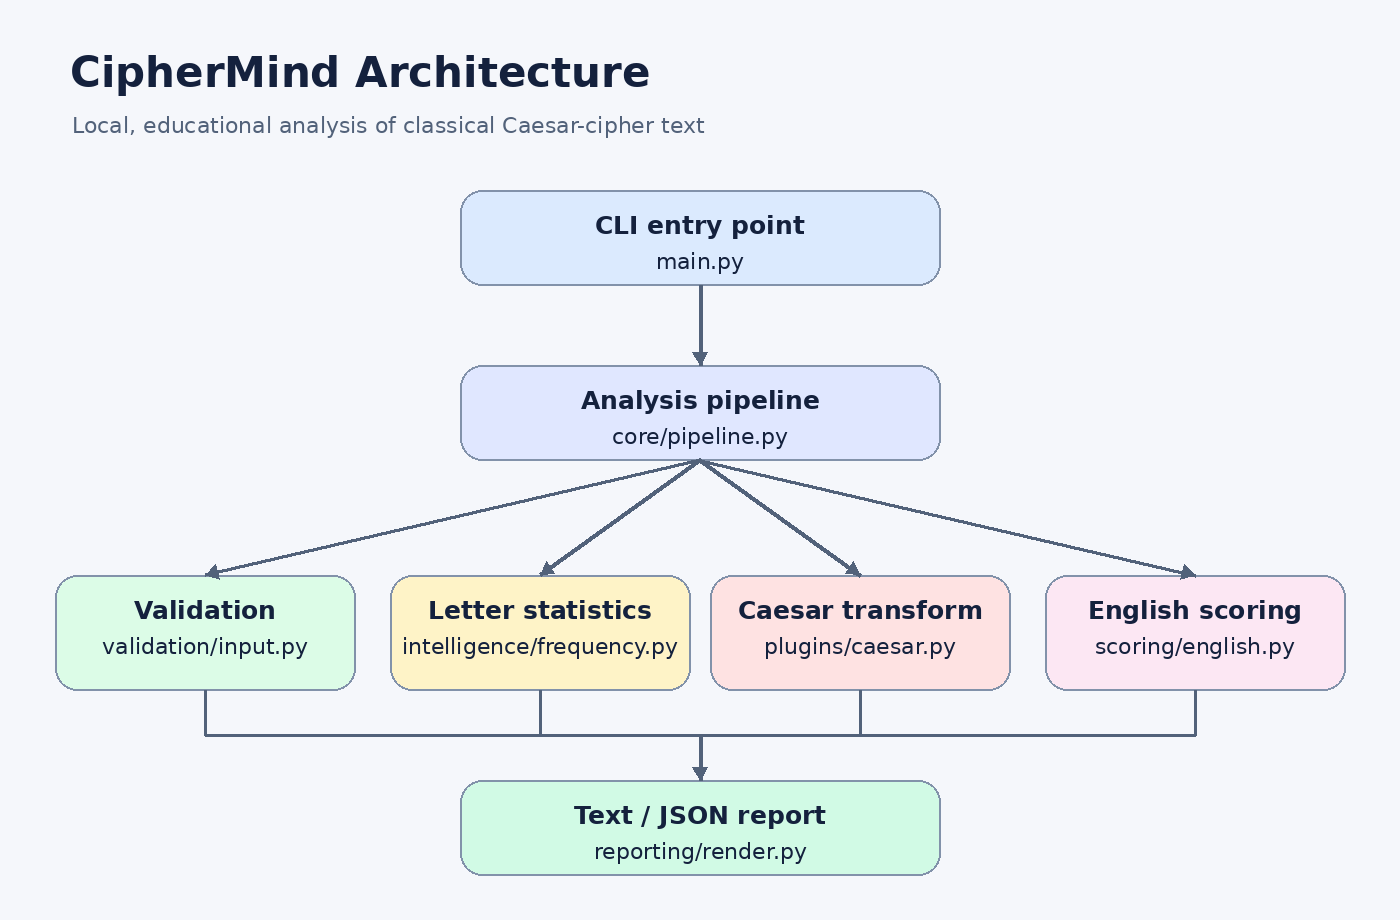 CipherMind Architecture
Local, educational analysis of classical Caesar-cipher text
CLI entry point
main.py
Analysis pipeline
core/pipeline.py
Validation
validation/input.py
Letter statistics
intelligence/frequency.py
Caesar transform
plugins/caesar.py
English scoring
scoring/english.py
Text / JSON report
reporting/render.py